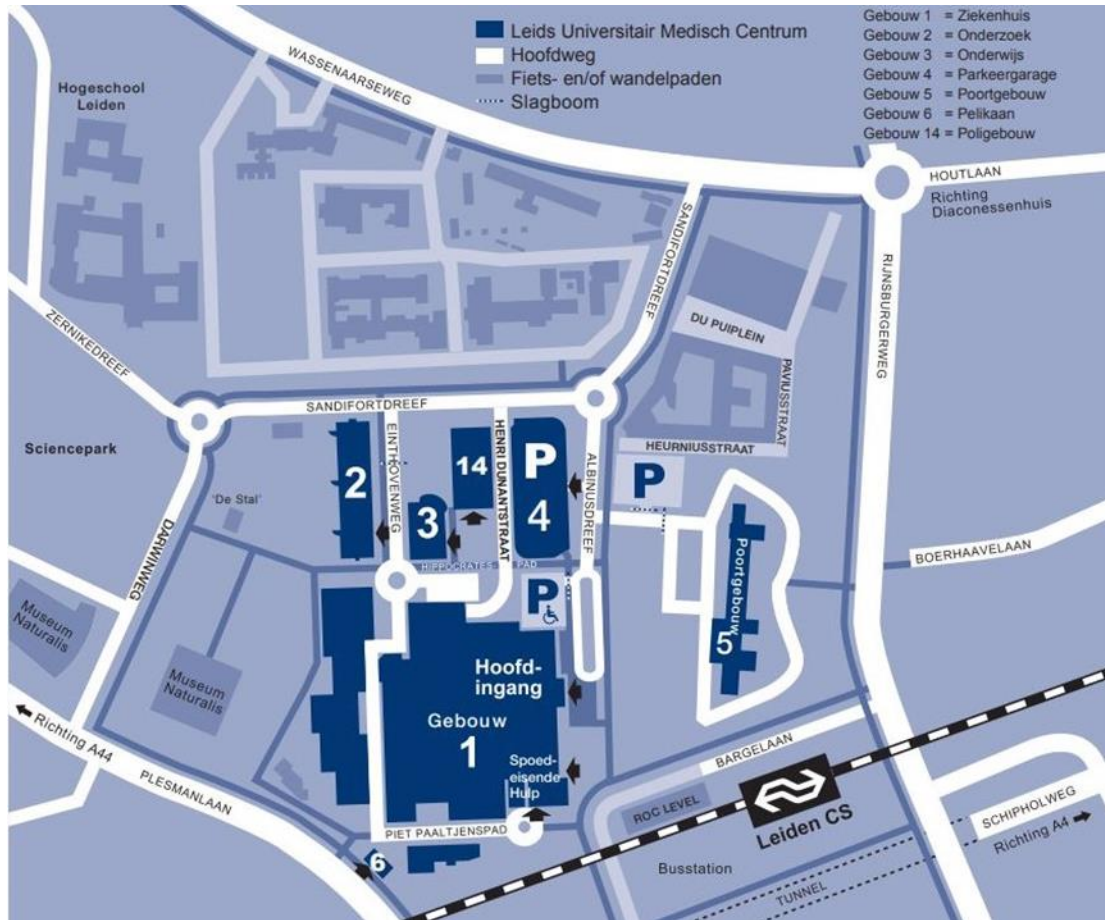 Leids Universitair Medisch Centrum
Hoofdweg
Fiets- en/of wandelpaden
Slagboom
Gebouw 1 = Ziekenhuis
Gebouw 2 = Onderzoek
Gebouw 3 = Onderwijs
Gebouw 4 = Parkeergarage
Gebouw 5 = Poortgebouw
Gebouw 6 = Pelikaan
Gebouw 14 = Poligebouw
WASSENAARSEWEG
Hogeschool
Leiden
HOUTLAAN
Richting
Diaconessenhuis
SANDIFORTDREEF
RIJNSBURGERWEG
DU PUIPLEIN
PAVIUSSTRAAT
ZERNIKEDREEF
SANDIFORTDREEF
HEURNIUSSTRAAT
Sciencepark
EINTHOVENWEG
HENRI DUNANTSTRAAT
ALBINUSDREEF
2
14
3
P
4
P
'De Stal'
DARWINWEG
HIPPOCRATES PAD
BOERHAAVELAAN
Poortgebouw
5
P
Museum
Naturalis
Museum
Naturalis
Hoofd-
ingang
Gebouw
1
Spoed-
eisende
Hulp
Richting A44
PLESMANLAAN
BARGELAAN
ROC LEVEL
Leiden CS
SCHIPHOLWEG
Richting A4
PIET PAALTJENSPAD
6
Busstation
TUNNEL